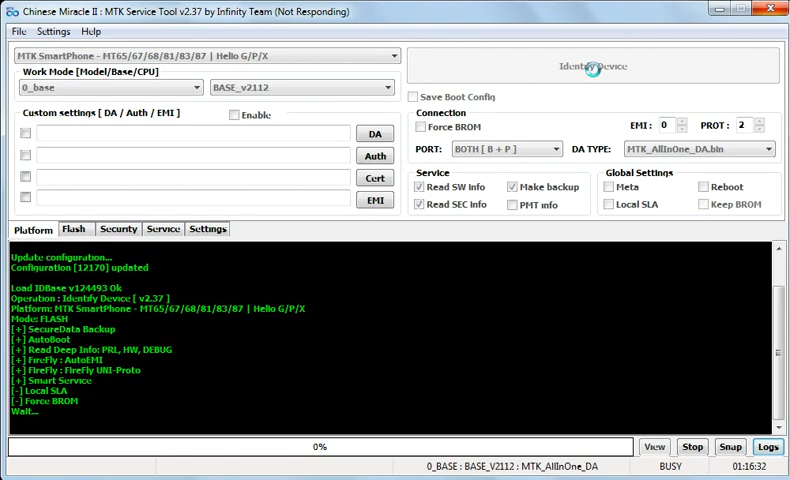 Chinese Miracle II : MTK Service Tool v2.37 by Infinity Team (Not Responding)
File Settings Help
MTK SmartPhone - MT65/67/68/81/83/87 | Helio G/P/X
Identify Device
Work Mode [Model/Base/CPU]
0_base BASE_v2112
Save Boot Config
Custom settings [ DA / Auth / EMI ] Enable
Connection
Force BROM EMI : 0 PROT : 2
DA
PORT: BOTH [ B + P ] DA TYPE: MTK_AllInOne_DA.bin
Auth
Service Global Settings
Cert
Read SW info Make backup Meta Reboot
EMI
Read SEC info PMT info Local SLA Keep BROM
Platform Flash Security Service Settings
Update configuration...
Configuration [12170] updated
Load IDBase v124493 Ok
Operation : Identify Device [ v2.37 ]
Platform: MTK SmartPhone - MT65/67/68/81/83/87 | Helio G/P/X
Mode: FLASH
[+] SecureData Backup
[+] AutoBoot
[+] Read Deep Info: PRL, HW, DEBUG
[+] FireFly : AutoEMI
[+] FireFly : FireFly UNI-Proto
[+] Smart Service
[-] Local SLA
[-] Force BROM
Wait...
0% View Stop Snap Logs
0_BASE : BASE_V2112 : MTK_AllInOne_DA BUSY 01:16:32